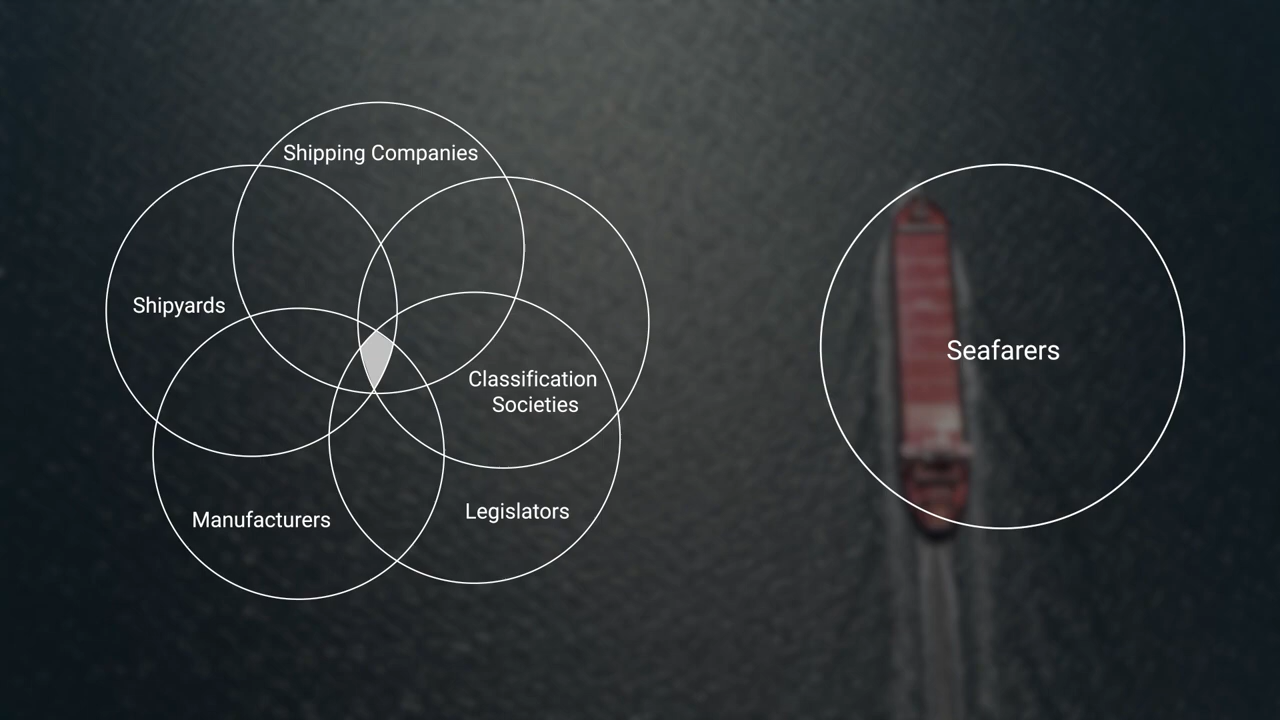 Shipping Companies
Shipyards
Classification
Societies
Manufacturers
Legislators
Seafarers